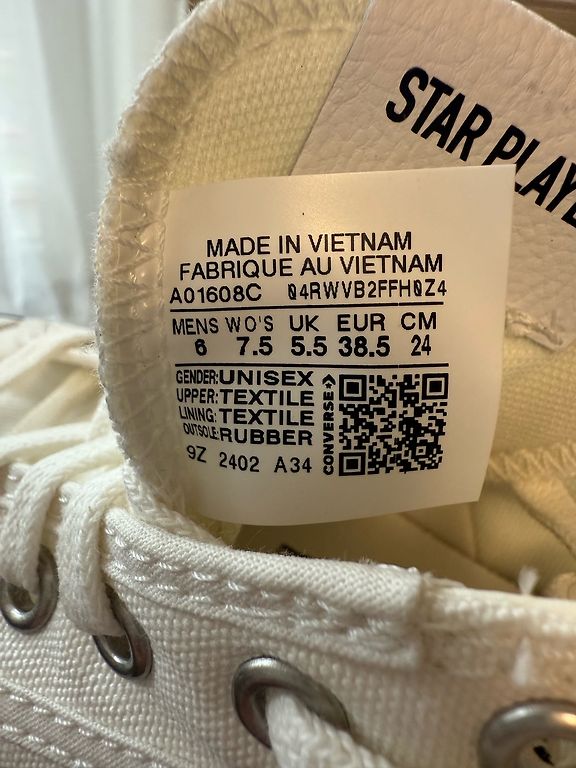 STAR PLAYE
MADE IN VIETNAM
FABRIQUE AU VIETNAM
A01608C 04RWVB2FFH0Z4
MENS WO'S UK EUR CM
6 7.5 5.5 38.5 24
GENDER:UNISEX
UPPER:TEXTILE
LINING:TEXTILE
OUTSOLE:RUBBER
CONVERSE
9Z 2402 A34